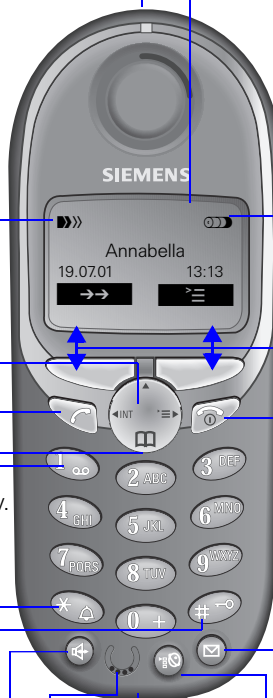 SIEMENS
Annabella
19.07.01 13:13
INT
1
2 ABC
3 DEF
y.
4 GHI
5 JKL
6 MNO
7 PQRS
8 TUV
9 WXYZ
* 0 + #